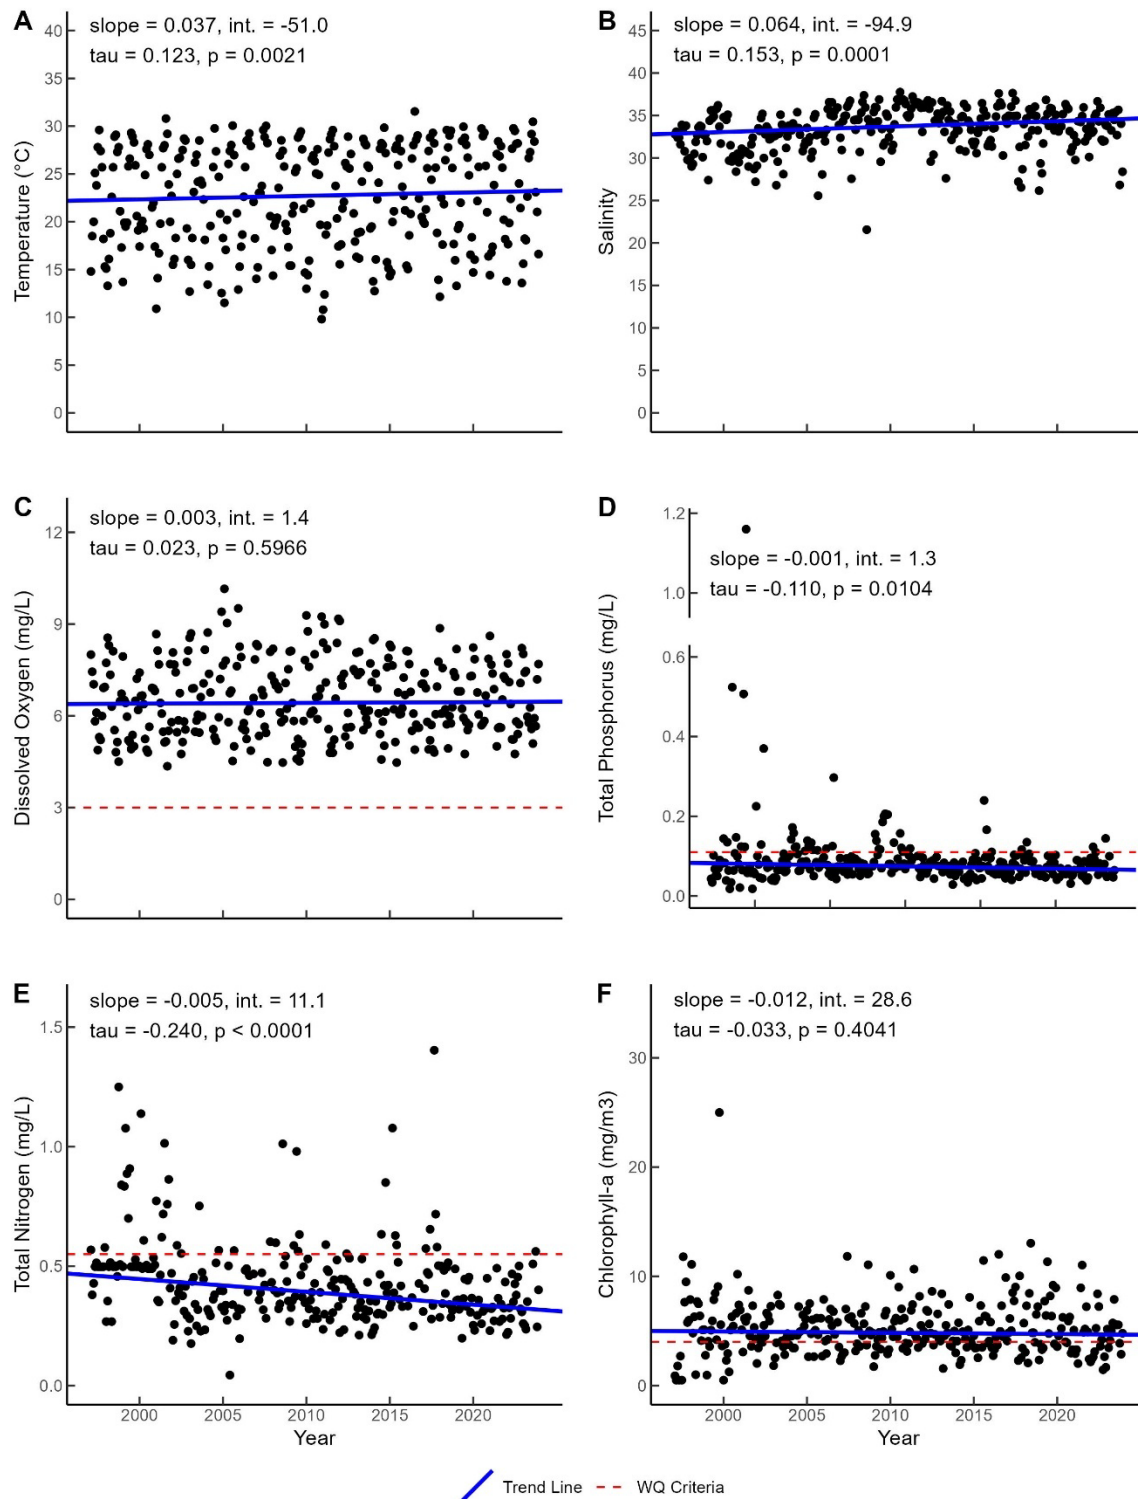 A
slope = 0.037, int. = -51.0
tau = 0.123, p = 0.0021
Temperature (°C)
40
35
30
25
20
15
10
5
0
B
slope = 0.064, int. = -94.9
tau = 0.153, p = 0.0001
Salinity
45
40
35
30
25
20
15
10
5
0
C
slope = 0.003, int. = 1.4
tau = 0.023, p = 0.5966
Dissolved Oxygen (mg/L)
12
9
6
3
0
D
slope = -0.001, int. = 1.3
tau = -0.110, p = 0.0104
Total Phosphorus (mg/L)
1.2
1.0
0.6
0.4
0.2
0.0
E
slope = -0.005, int. = 11.1
tau = -0.240, p < 0.0001
Total Nitrogen (mg/L)
1.5
1.0
0.5
0.0
2000 2005 2010 2015 2020
Year
F
slope = -0.012, int. = 28.6
tau = -0.033, p = 0.4041
Chlorophyll-a (mg/m3)
30
20
10
0
2000 2005 2010 2015 2020
Year
Trend Line WQ Criteria